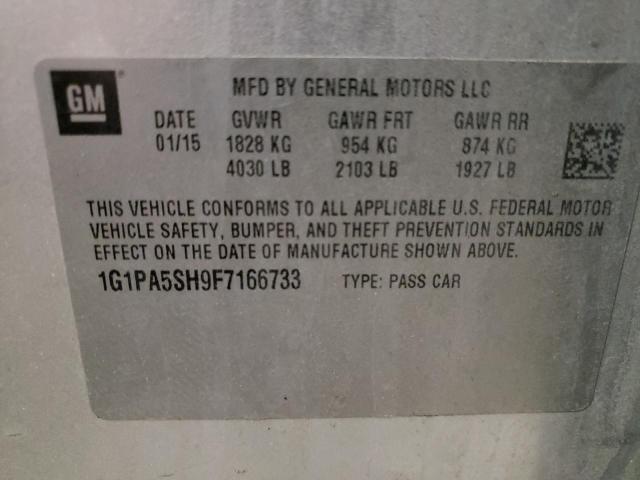 GM
MFD BY GENERAL MOTORS LLC
DATE GVWR GAWR FRT GAWR RR
01/15 1828 KG 954 KG 874 KG
4030 LB 2103 LB 1927 LB
THIS VEHICLE CONFORMS TO ALL APPLICABLE U.S. FEDERAL MOTOR
VEHICLE SAFETY, BUMPER, AND THEFT PREVENTION STANDARDS IN
EFFECT ON THE DATE OF MANUFACTURE SHOWN ABOVE.
1G1PA5SH9F7166733 TYPE: PASS CAR